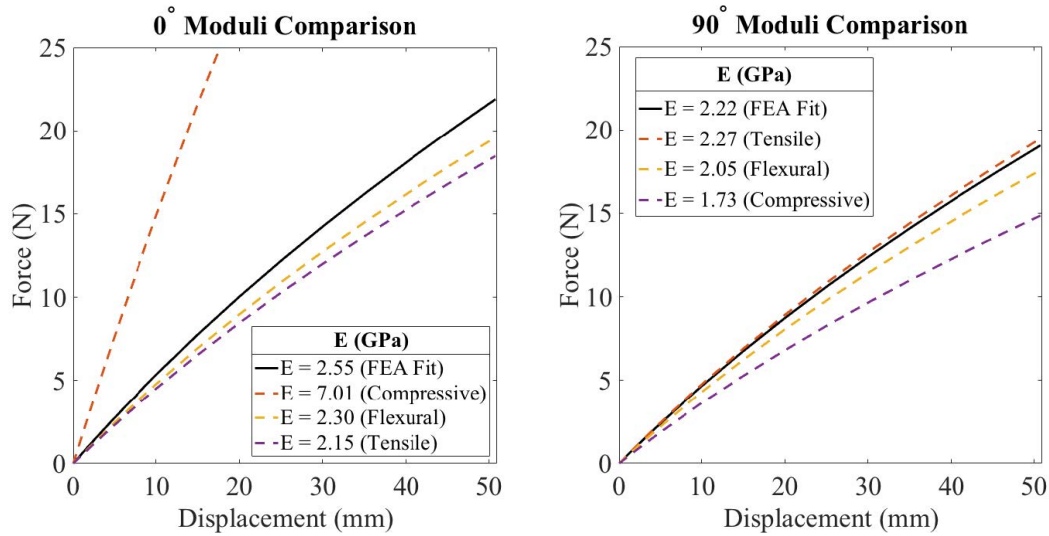 0° Moduli Comparison
25
20
15
10
5
0
Force (N)
E (GPa)
E = 2.55 (FEA Fit)
E = 7.01 (Compressive)
E = 2.30 (Flexural)
E = 2.15 (Tensile)
0 10 20 30 40 50
Displacement (mm)
90° Moduli Comparison
25
20
15
10
5
0
Force (N)
E (GPa)
E = 2.22 (FEA Fit)
E = 2.27 (Tensile)
E = 2.05 (Flexural)
E = 1.73 (Compressive)
0 10 20 30 40 50
Displacement (mm)